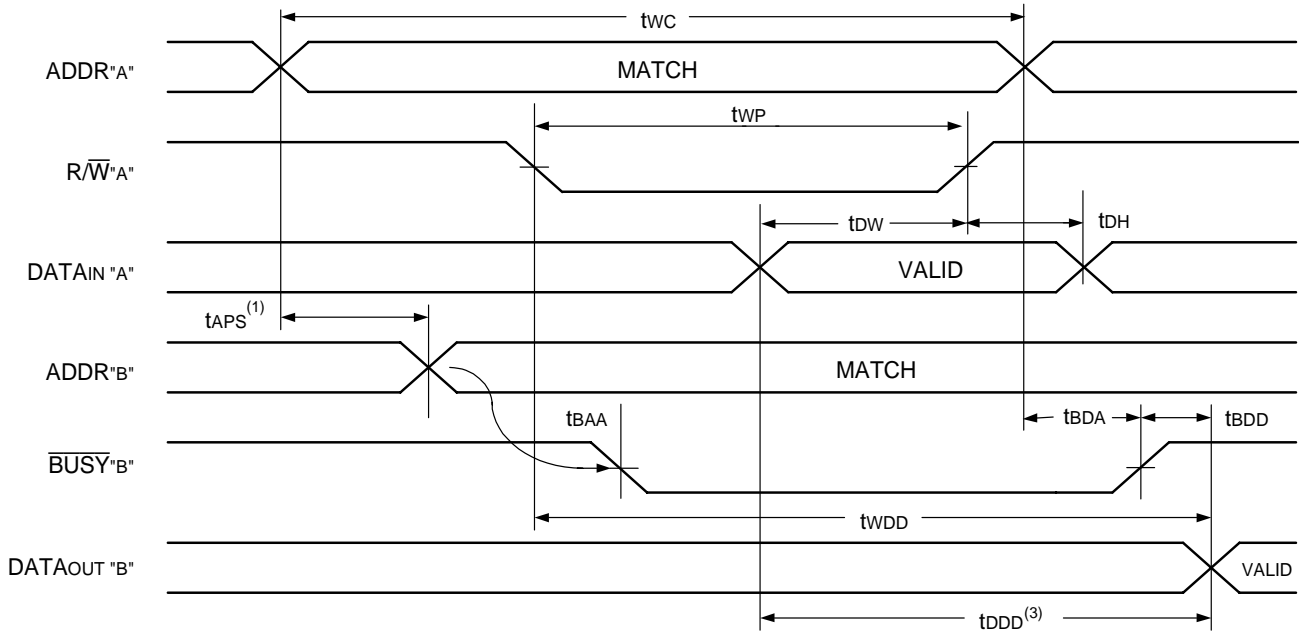 tWC
ADDR"A"
MATCH
tWP
R/W̅"A"
tDW
tDH
DATAIN "A"
VALID
tAPS(1)
ADDR"B"
MATCH
tBAA
tBDA
tBDD
B̅U̅S̅Y̅"B"
tWDD
DATAOUT "B"
VALID
tDDD(3)